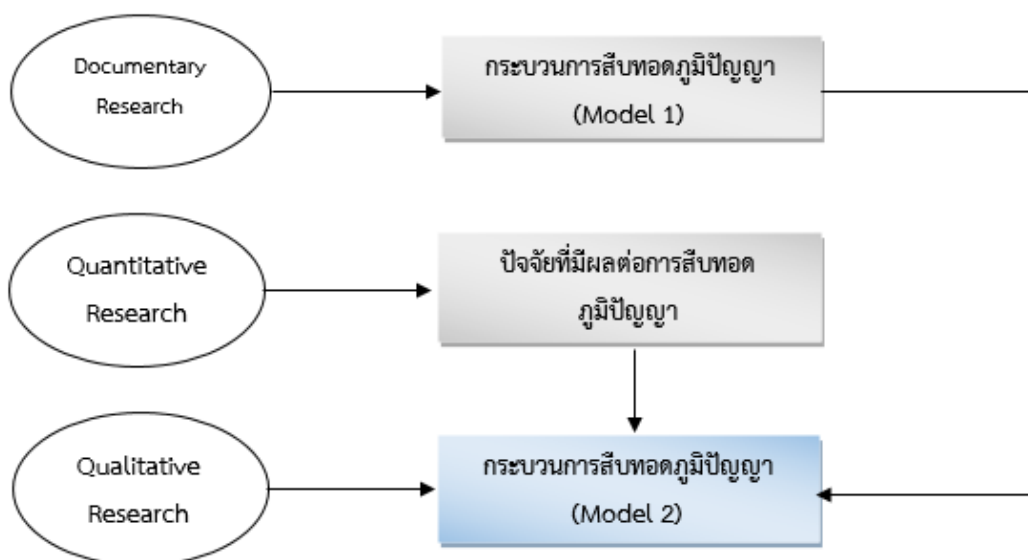 Documentary
Research
กระบวนการสืบทอดภูมิปัญญา
(Model 1)
Quantitative
Research
ปัจจัยที่มีผลต่อการสืบทอด
ภูมิปัญญา
Qualitative
Research
กระบวนการสืบทอดภูมิปัญญา
(Model 2)